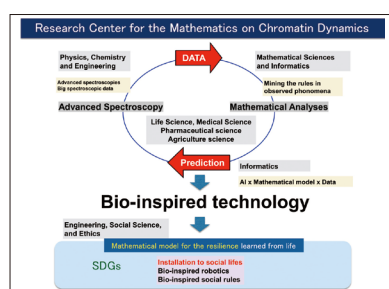 Research Center for the Mathematics on Chromatin Dynamics
Physics, Chemistry
and Engineering
DATA
Mathematical Sciences
and Informatics
Advanced spectroscopies
Big spectroscopic data
Mining the rules in
observed phenomena
Advanced Spectroscopy
Mathematical Analyses
Life Science, Medical Science
Pharmaceutical science
Agriculture science
Prediction
Informatics
AI x Mathematical model x Data
Bio-inspired technology
Engineering, Social Science,
and Ethics
Mathematical model for the resilience learned from life
SDGs
Installation to social lifes
Bio-inspired robotics
Bio-inspired social rules